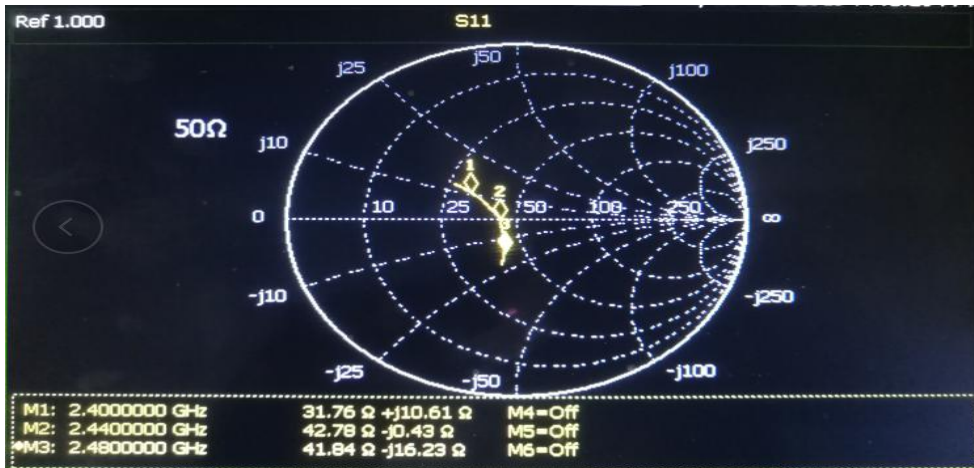 Ref 1.000 S11
j50
j25 j100
50Ω
j10 j250
1
2
0 10 25 50 100 250 ∞
3
-j10 -j250
-j25 -j100
-j50
M1: 2.4000000 GHz 31.76 Ω +j10.61 Ω M4=Off
M2: 2.4400000 GHz 42.78 Ω -j0.43 Ω M5=Off
M3: 2.4800000 GHz 41.84 Ω -j16.23 Ω M6=Off